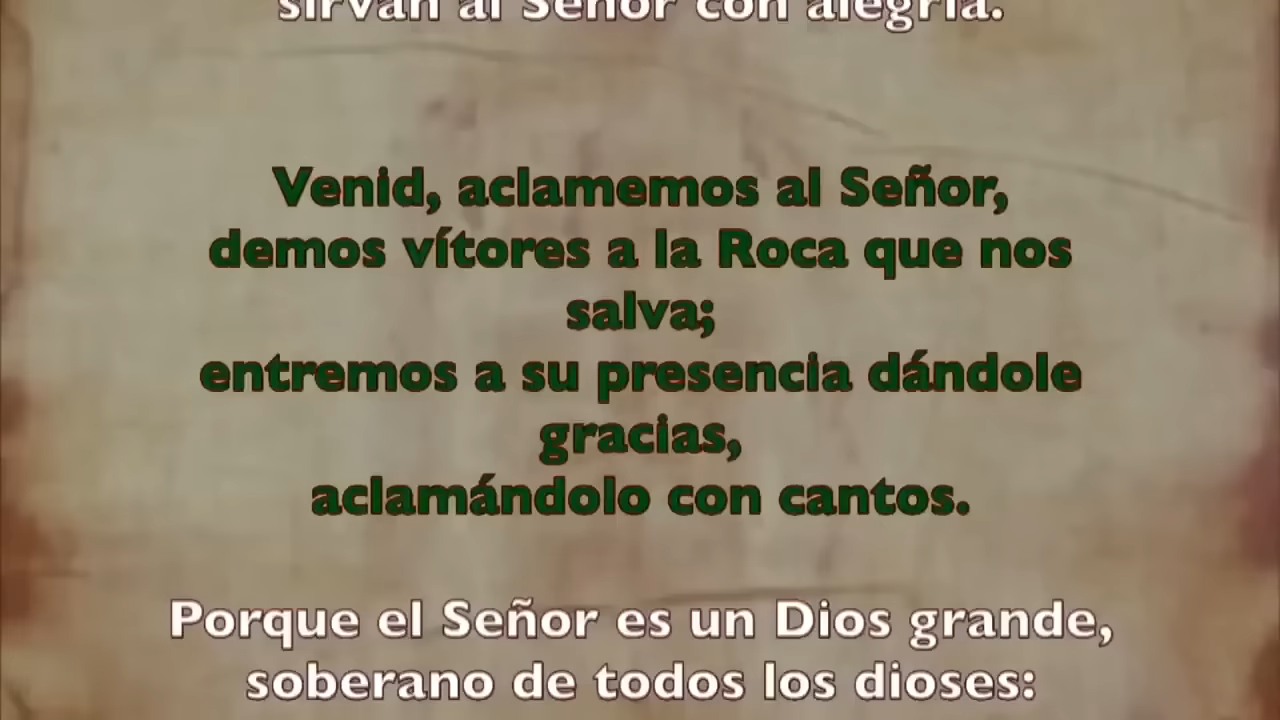 sirvan al Señor con alegría.
Venid, aclamemos al Señor,
demos vítores a la Roca que nos
salva;
entremos a su presencia dándole
gracias,
aclamándolo con cantos.
Porque el Señor es un Dios grande,
soberano de todos los dioses: